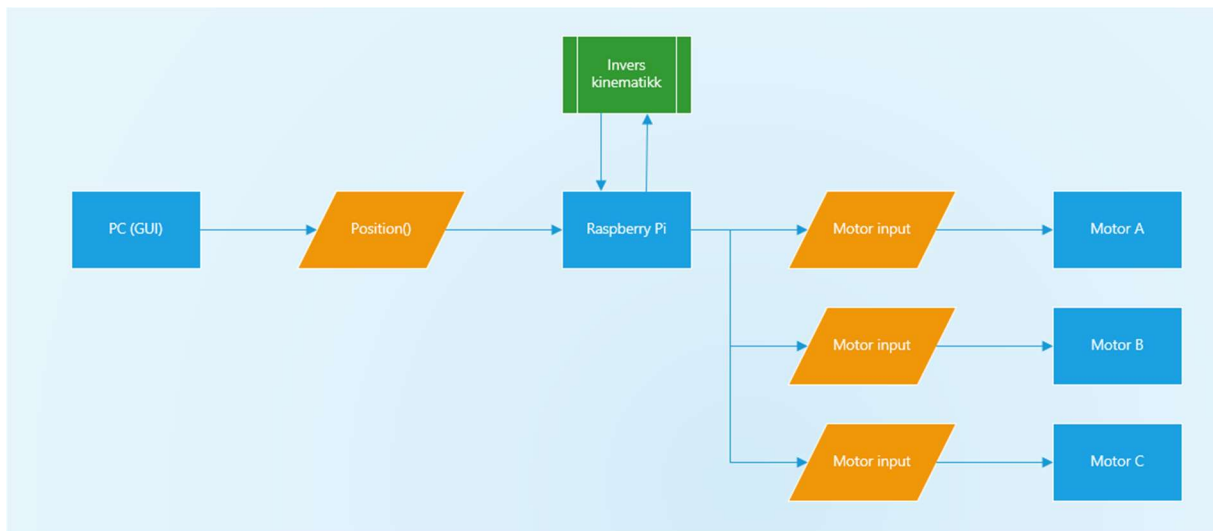 Invers
kinematikk
PC (GUI)
Position()
Raspberry Pi
Motor input
Motor A
Motor input
Motor B
Motor input
Motor C